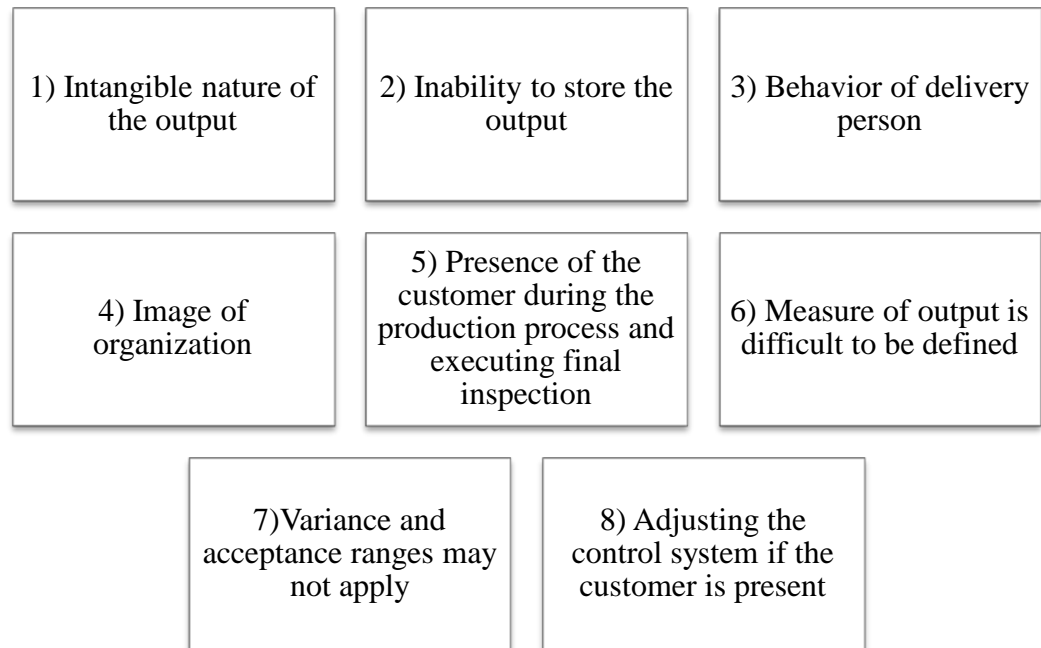 1) Intangible nature of
the output
2) Inability to store the
output
3) Behavior of delivery
person
4) Image of
organization
5) Presence of the
customer during the
production process and
executing final
inspection
6) Measure of output is
difficult to be defined
7)Variance and
acceptance ranges may
not apply
8) Adjusting the
control system if the
customer is present